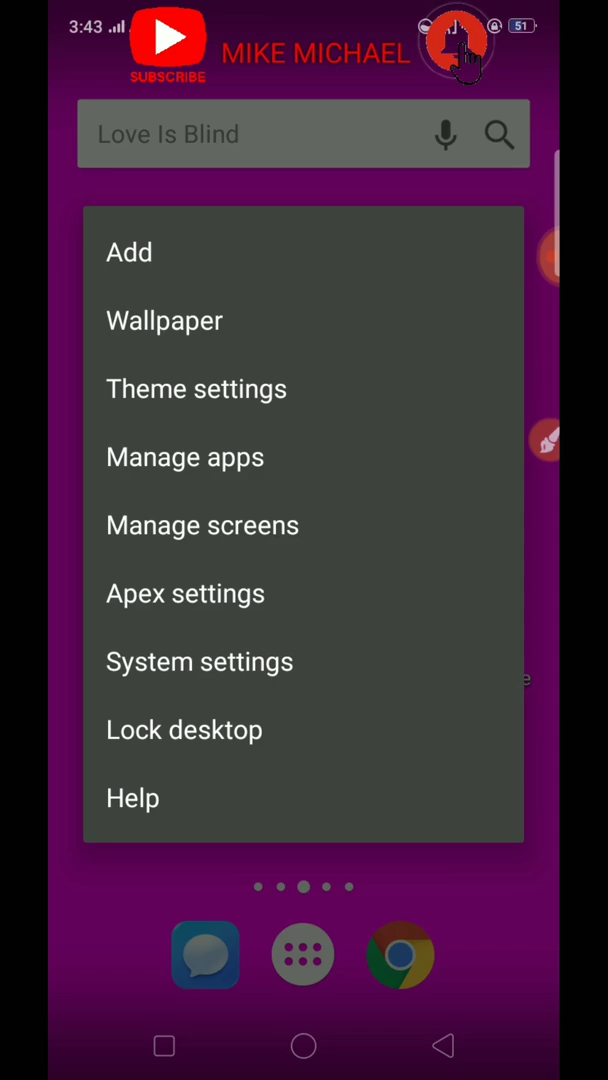 3:43
51
SUBSCRIBE
MIKE MICHAEL
Love Is Blind
Add
Wallpaper
Theme settings
Manage apps
Manage screens
Apex settings
System settings
e
Lock desktop
Help